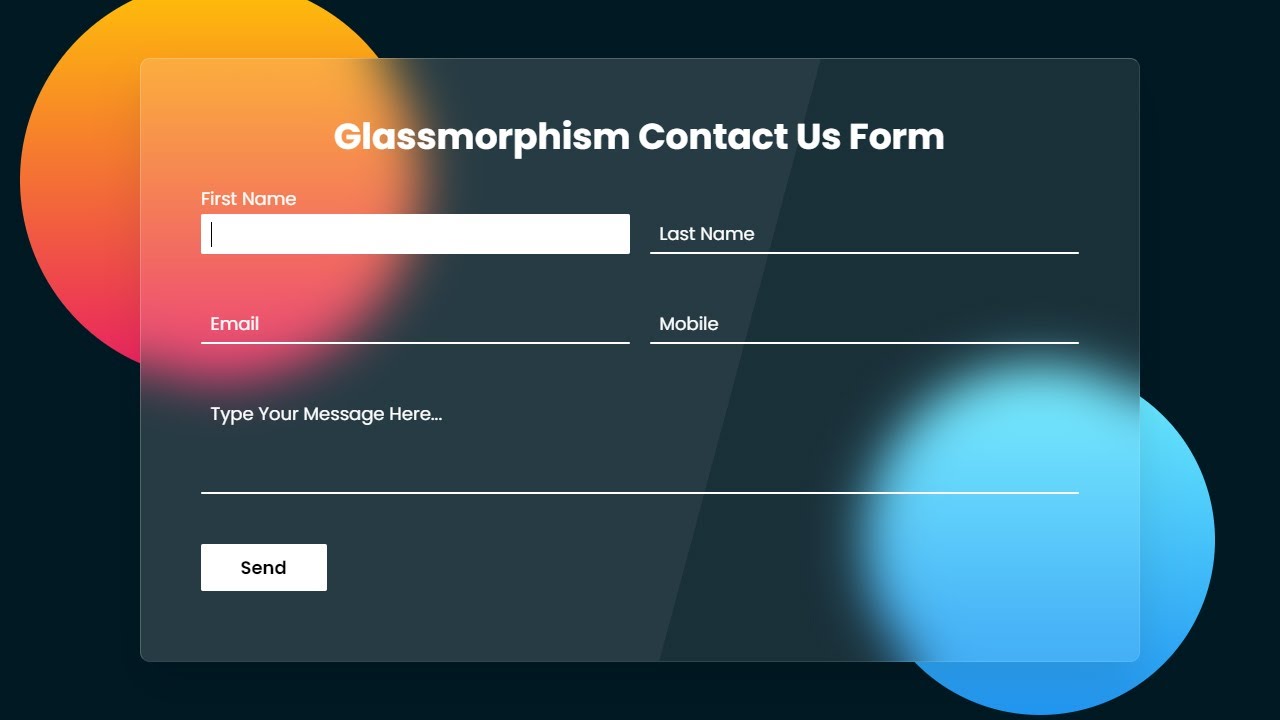 Glassmorphism Contact Us Form
First Name
Last Name
Email
Mobile
Type Your Message Here...
Send